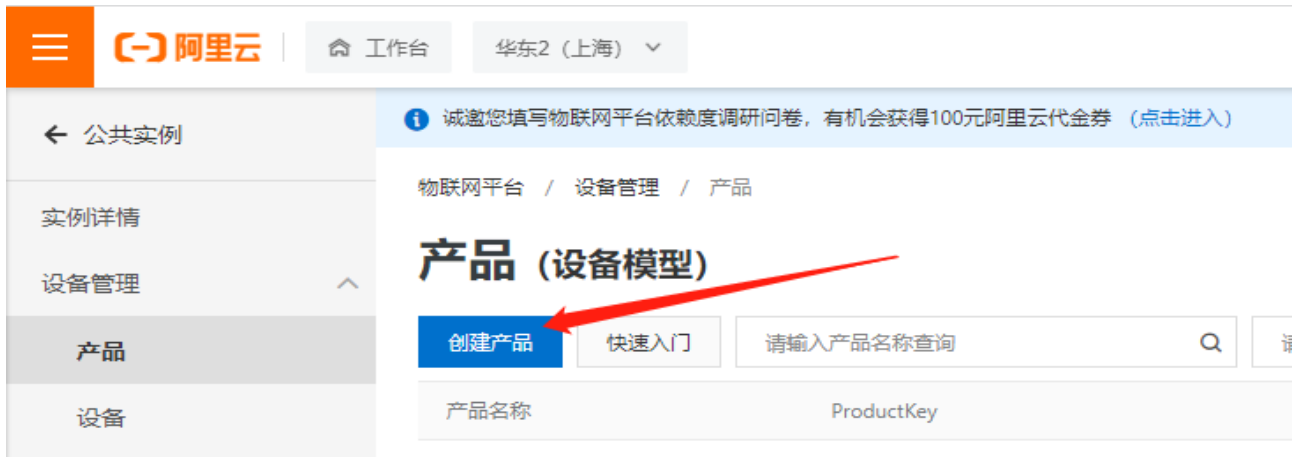 阿里云 工作台 华东2（上海）
公共实例
诚邀您填写物联网平台依赖度调研问卷，有机会获得100元阿里云代金券 （点击进入）
物联网平台 / 设备管理 / 产品
实例详情
产品（设备模型）
设备管理
创建产品 快速入门 请输入产品名称查询
产品
产品名称 ProductKey
设备